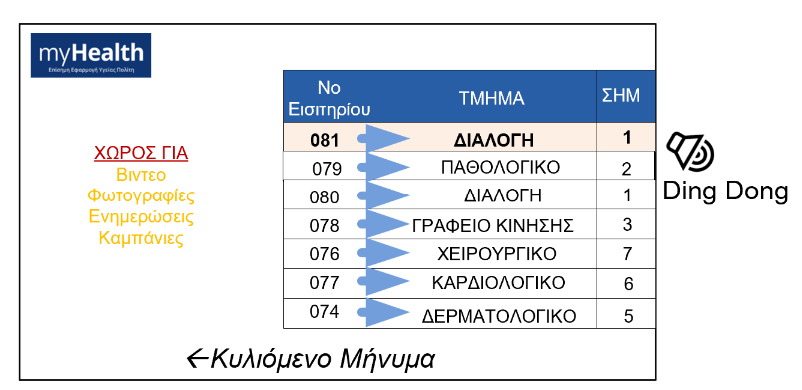 myHealth
Επίσημη Εφαρμογή Υγείας Πολίτη
Νο Εισιτηρίου ΤΜΗΜΑ ΣΗΜ
081 ΔΙΑΛΟΓΗ 1
079 ΠΑΘΟΛΟΓΙΚΟ 2
080 ΔΙΑΛΟΓΗ 1
078 ΓΡΑΦΕΙΟ ΚΙΝΗΣΗΣ 3
076 ΧΕΙΡΟΥΡΓΙΚΟ 7
077 ΚΑΡΔΙΟΛΟΓΙΚΟ 6
074 ΔΕΡΜΑΤΟΛΟΓΙΚΟ 5
ΧΩΡΟΣ ΓΙΑ
Βιντεο
Φωτογραφίες
Ενημερώσεις
Καμπάνιες
Ding Dong
←Κυλιόμενο Μήνυμα